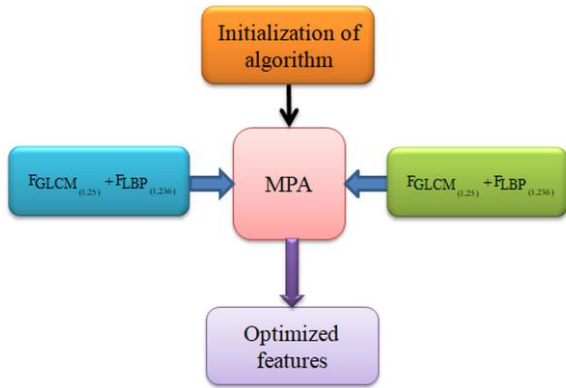 Initialization of
algorithm
FGLCM (1,25) + FLBP (1,236)
MPA
FGLCM (1,25) + FLBP (1,236)
Optimized
features